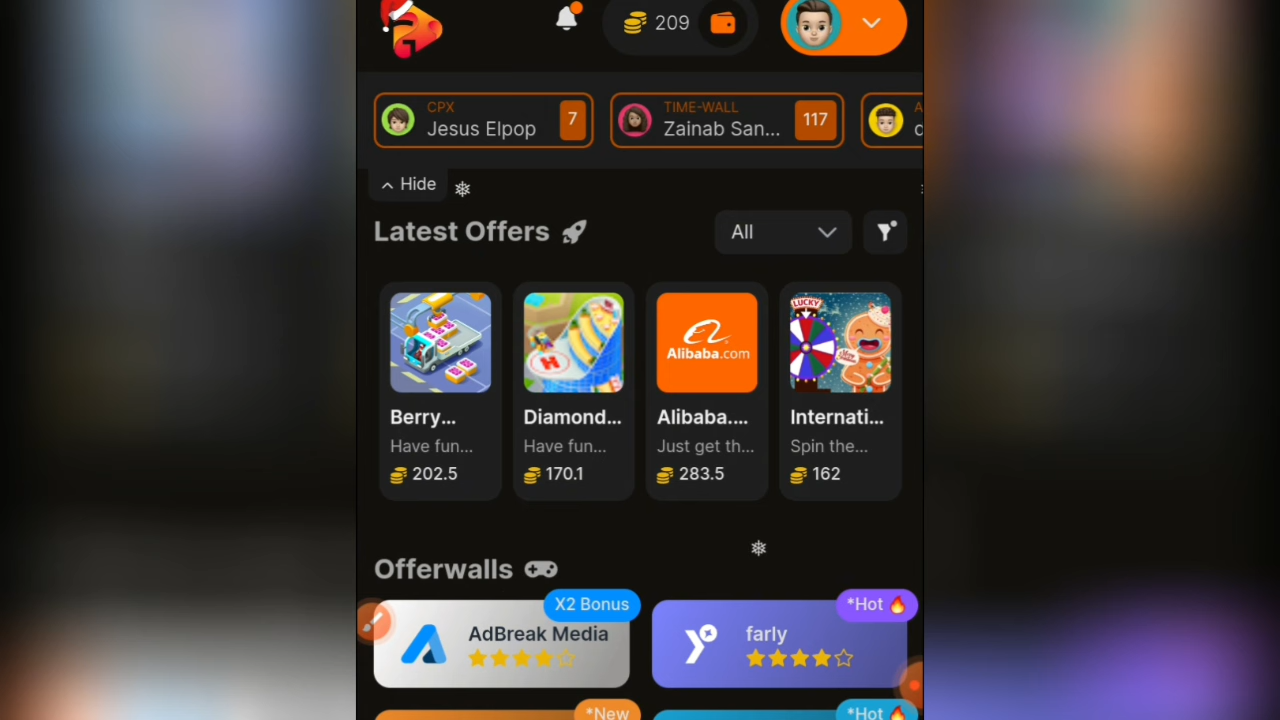 209
CPX
Jesus Elpop
7
TIME-WALL
Zainab San...
117
Hide
Latest Offers
All
Alibaba.com
LUCKY
Berry...
Diamond...
Alibaba....
Internati...
Have fun...
Have fun...
Just get th...
Spin the...
202.5
170.1
283.5
162
Offerwalls
X2 Bonus
*Hot
AdBreak Media
farly
*New
*Hot